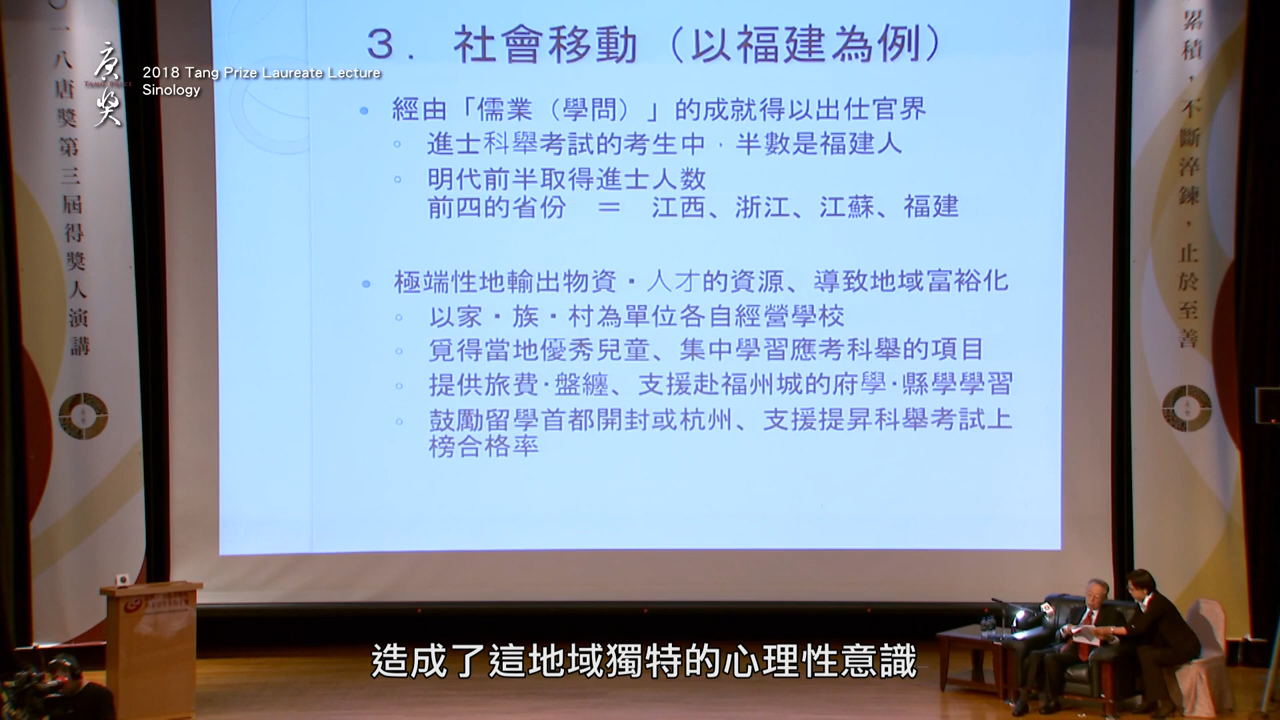 3．社會移動（以福建為例）
唐獎
2018 Tang Prize Laureate Lecture
Sinology
• 經由「儒業（學問）」的成就得以出仕官界
◦ 進士科舉考試的考生中，半數是福建人
◦ 明代前半取得進士人数
前四的省份 ＝ 江西、浙江、江蘇、福建
• 極端性地輸出物資・人才的資源、導致地域富裕化
◦ 以家・族・村為單位各自經營學校
◦ 覓得當地優秀兒童、集中學習應考科舉的項目
◦ 提供旅費・盤纏、支援赴福州城的府學・縣學學習
◦ 鼓勵留學首都開封或杭州、支援提昇科舉考試上
榜合格率
一八唐獎第三屆得獎人演講
累積，不斷淬鍊，止於至善
造成了這地域獨特的心理性意識